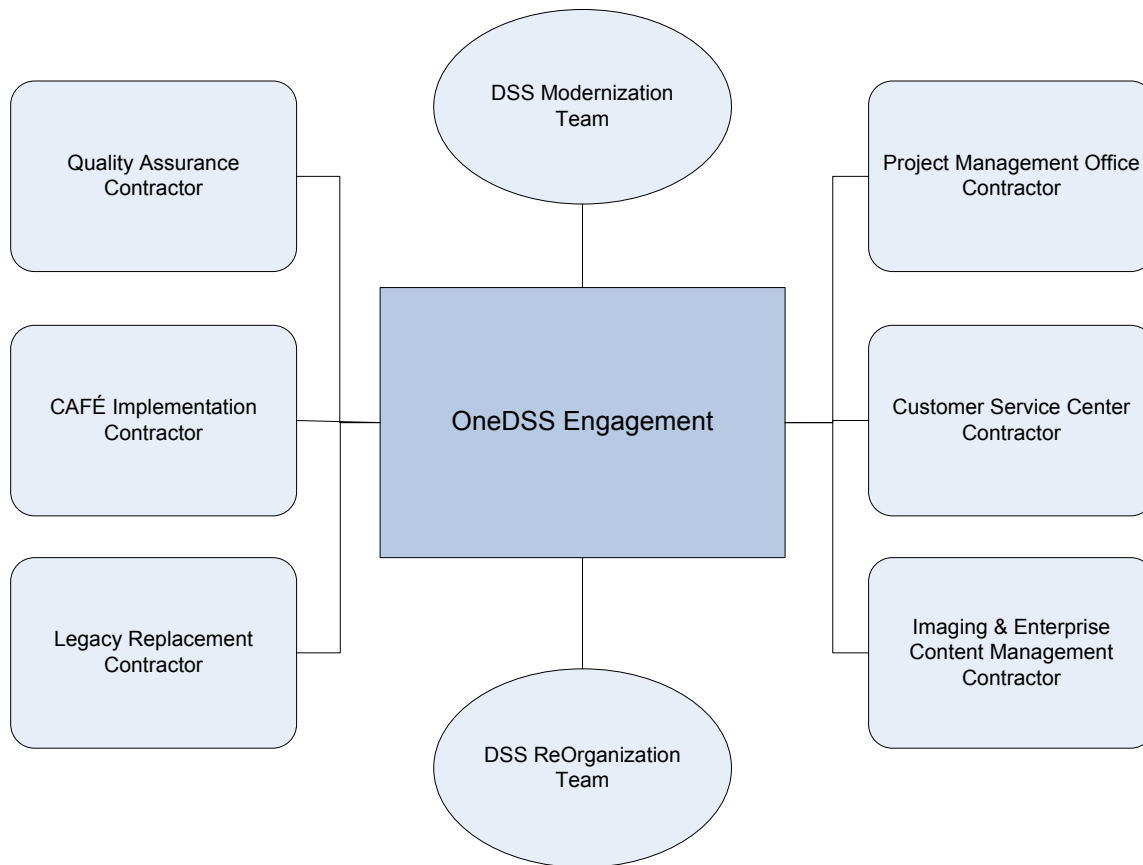 DSS Modernization
Team
Quality Assurance
Contractor
Project Management Office
Contractor
CAFÉ Implementation
Contractor
OneDSS Engagement
Customer Service Center
Contractor
Legacy Replacement
Contractor
Imaging & Enterprise
Content Management
Contractor
DSS ReOrganization
Team